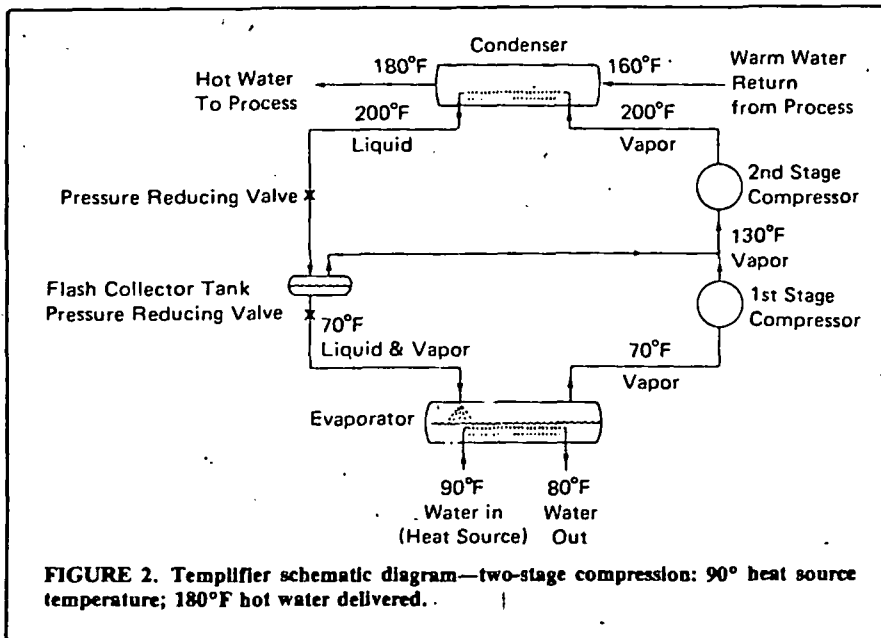 Condenser
180°F
160°F
Hot Water
To Process
Warm Water
Return
from Process
200°F
Liquid
200°F
Vapor
Pressure Reducing Valve
2nd Stage
Compressor
130°F
Vapor
Flash Collector Tank
Pressure Reducing Valve
1st Stage
Compressor
70°F
Liquid & Vapor
70°F
Vapor
Evaporator
90°F
Water in
(Heat Source)
80°F
Water
Out
FIGURE 2. Templifier schematic diagram—two-stage compression: 90° heat source
temperature; 180°F hot water delivered.